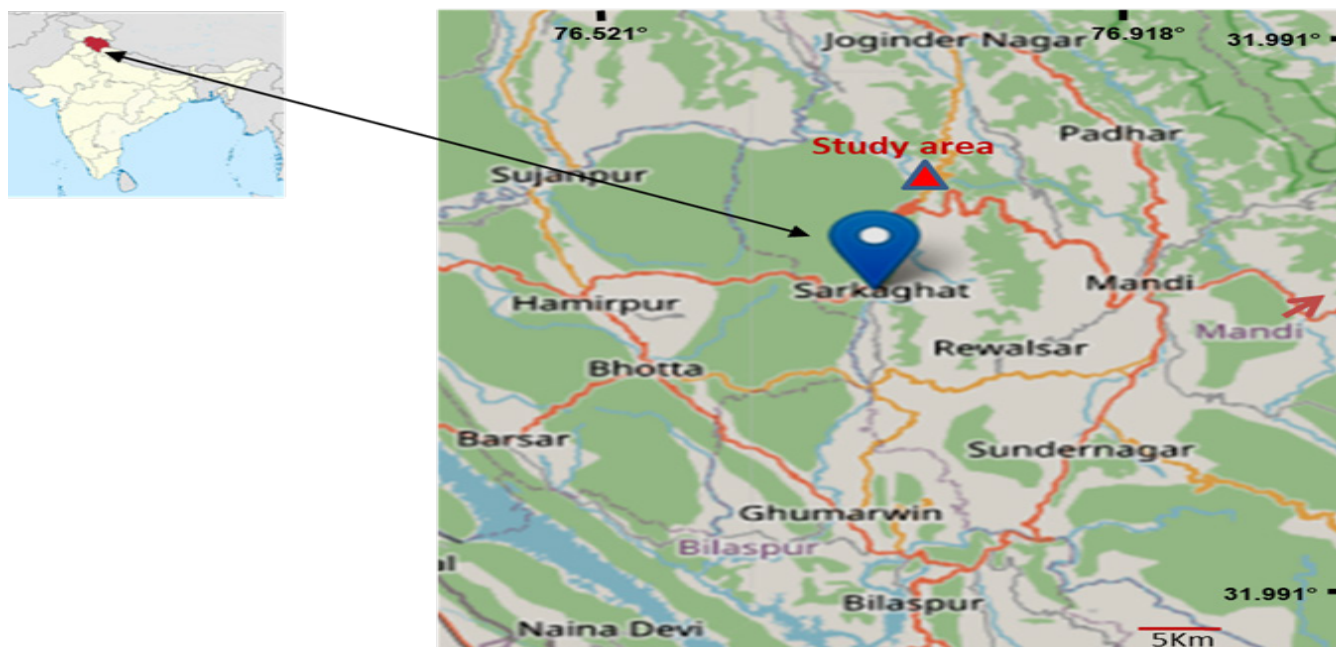 76.521°
76.918°
31.991°
Joginder Nagar
Padhar
Study area
Sujanpur
Sarkaghat
Mandi
Hamirpur
Mandi
Rewalsar
Bhotta
Barsar
Sundernagar
Ghumarwin
Bilaspur
31.991°
Bilaspur
Naina Devi
5Km